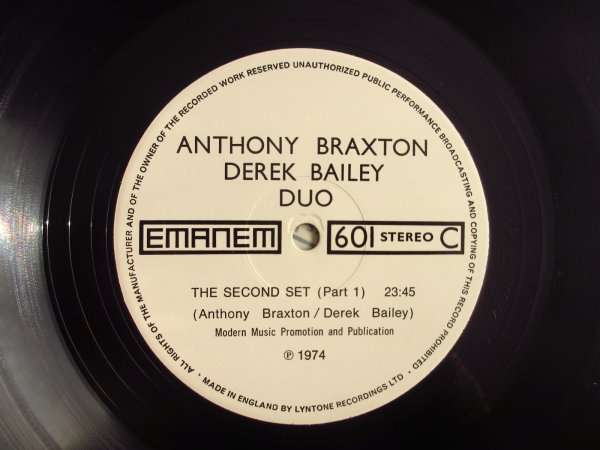 ALL RIGHTS OF THE MANUFACTURER AND OF THE OWNER OF THE RECORDED WORK RESERVED UNAUTHORIZED PUBLIC PERFORMANCE BROADCASTING AND COPYING OF THIS RECORD PROHIBITED •
ANTHONY BRAXTON
DEREK BAILEY
DUO
EMANEM 601 STEREO C
THE SECOND SET (Part 1) 23:45
(Anthony Braxton / Derek Bailey)
Modern Music Promotion and Publication
℗ 1974
• MADE IN ENGLAND BY LYNTONE RECORDINGS LTD